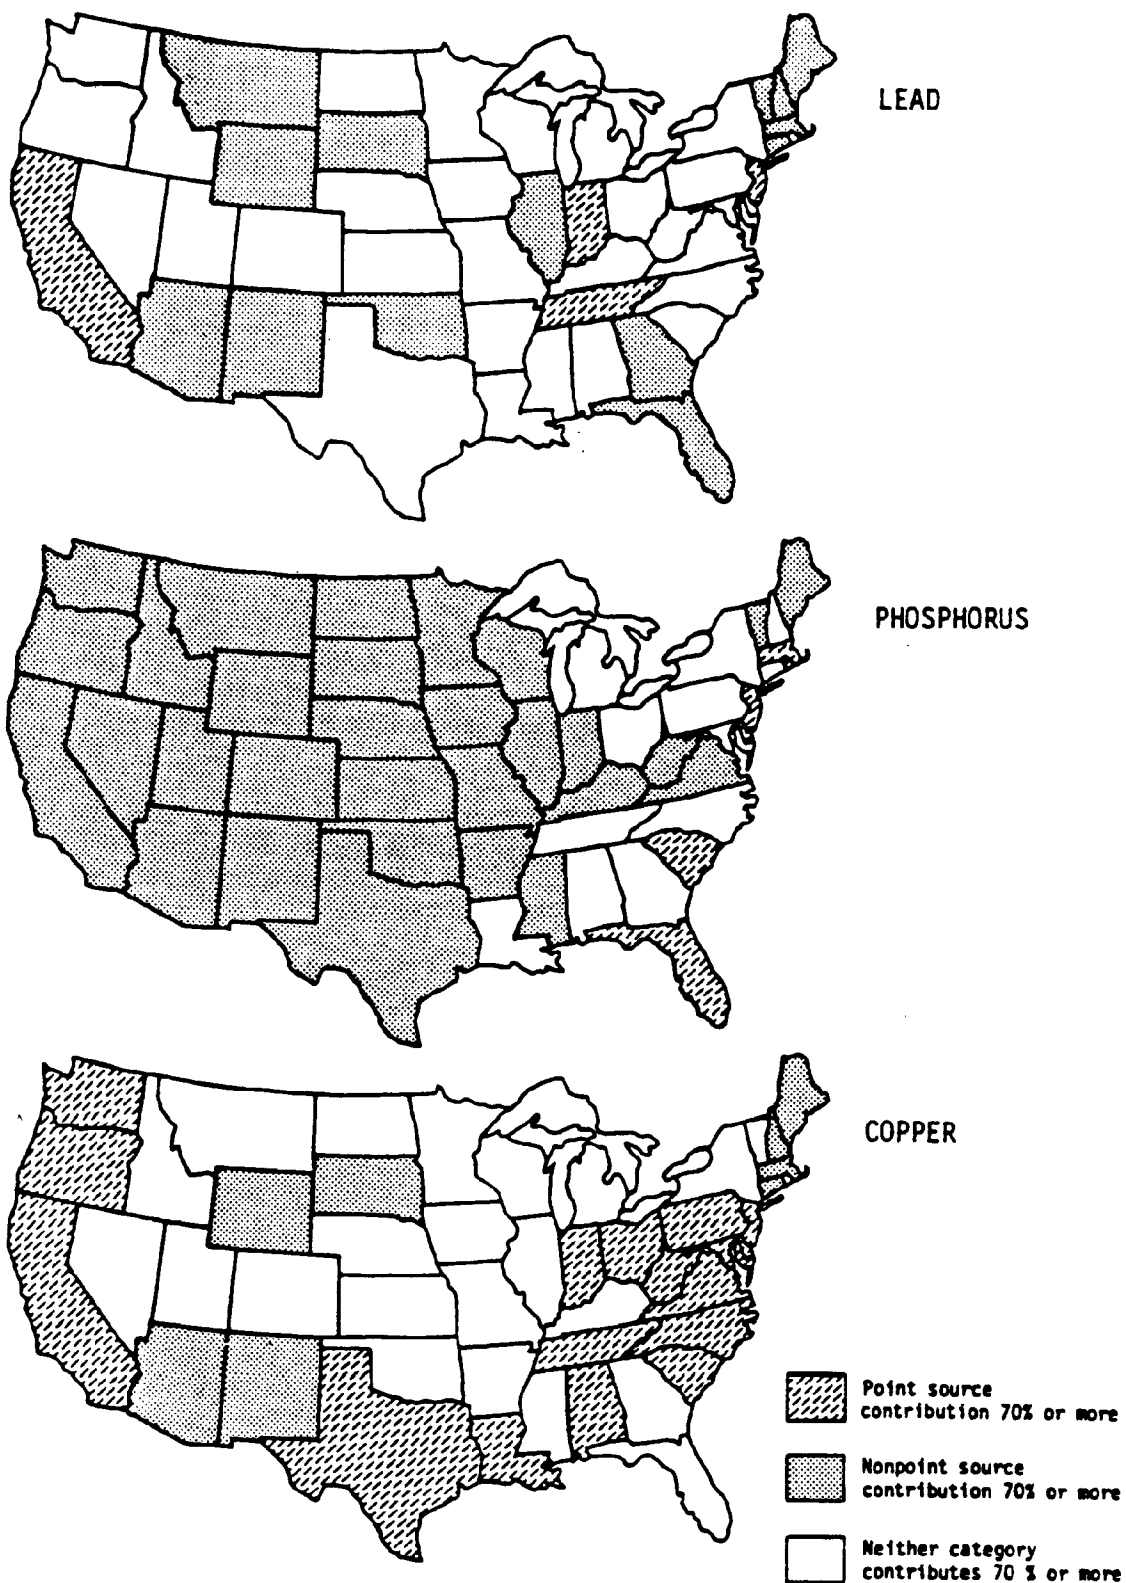 LEAD
PHOSPHORUS
COPPER
Point source
contribution 70% or more
Nonpoint source
contribution 70% or more
Neither category
contributes 70 % or more